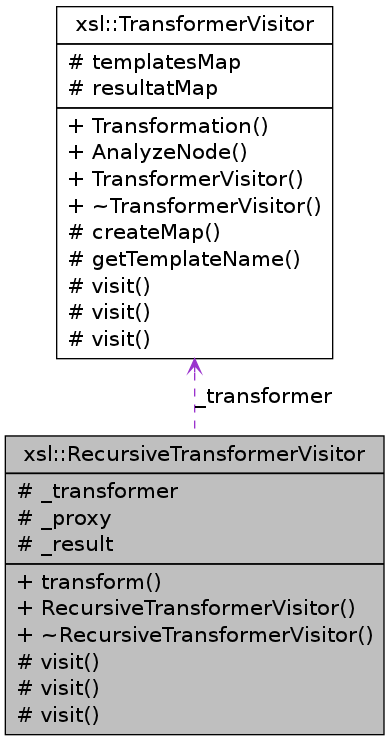 xsl::TransformerVisitor
# templatesMap
# resultatMap
+ Transformation()
+ AnalyzeNode()
+ TransformerVisitor()
+ ~TransformerVisitor()
# createMap()
# getTemplateName()
# visit()
# visit()
# visit()
_transformer
xsl::RecursiveTransformerVisitor
# _transformer
# _proxy
# _result
+ transform()
+ RecursiveTransformerVisitor()
+ ~RecursiveTransformerVisitor()
# visit()
# visit()
# visit()